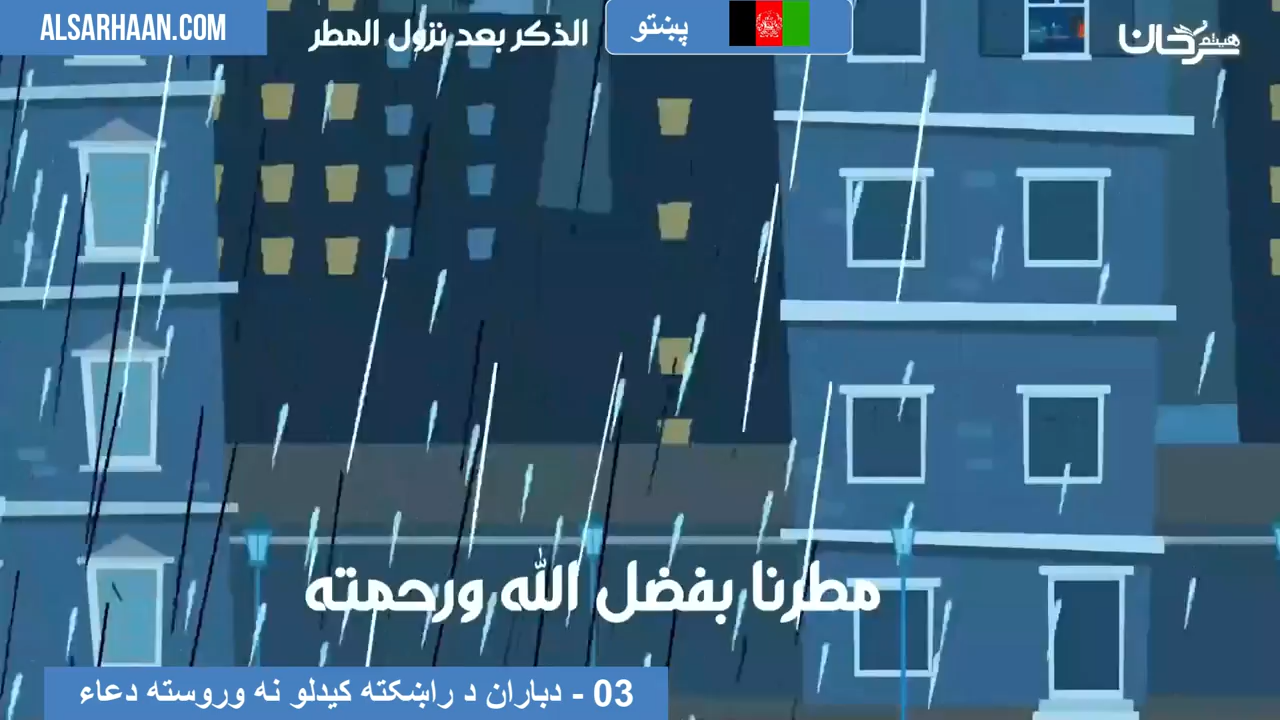 ALSARHAAN.COM
الذكر بعد نزول المطر
پښتو
هيثم سرحان
مطرنا بفضل الله ورحمته
03 - دباران د راښکته کیدلو نه وروسته دعاء